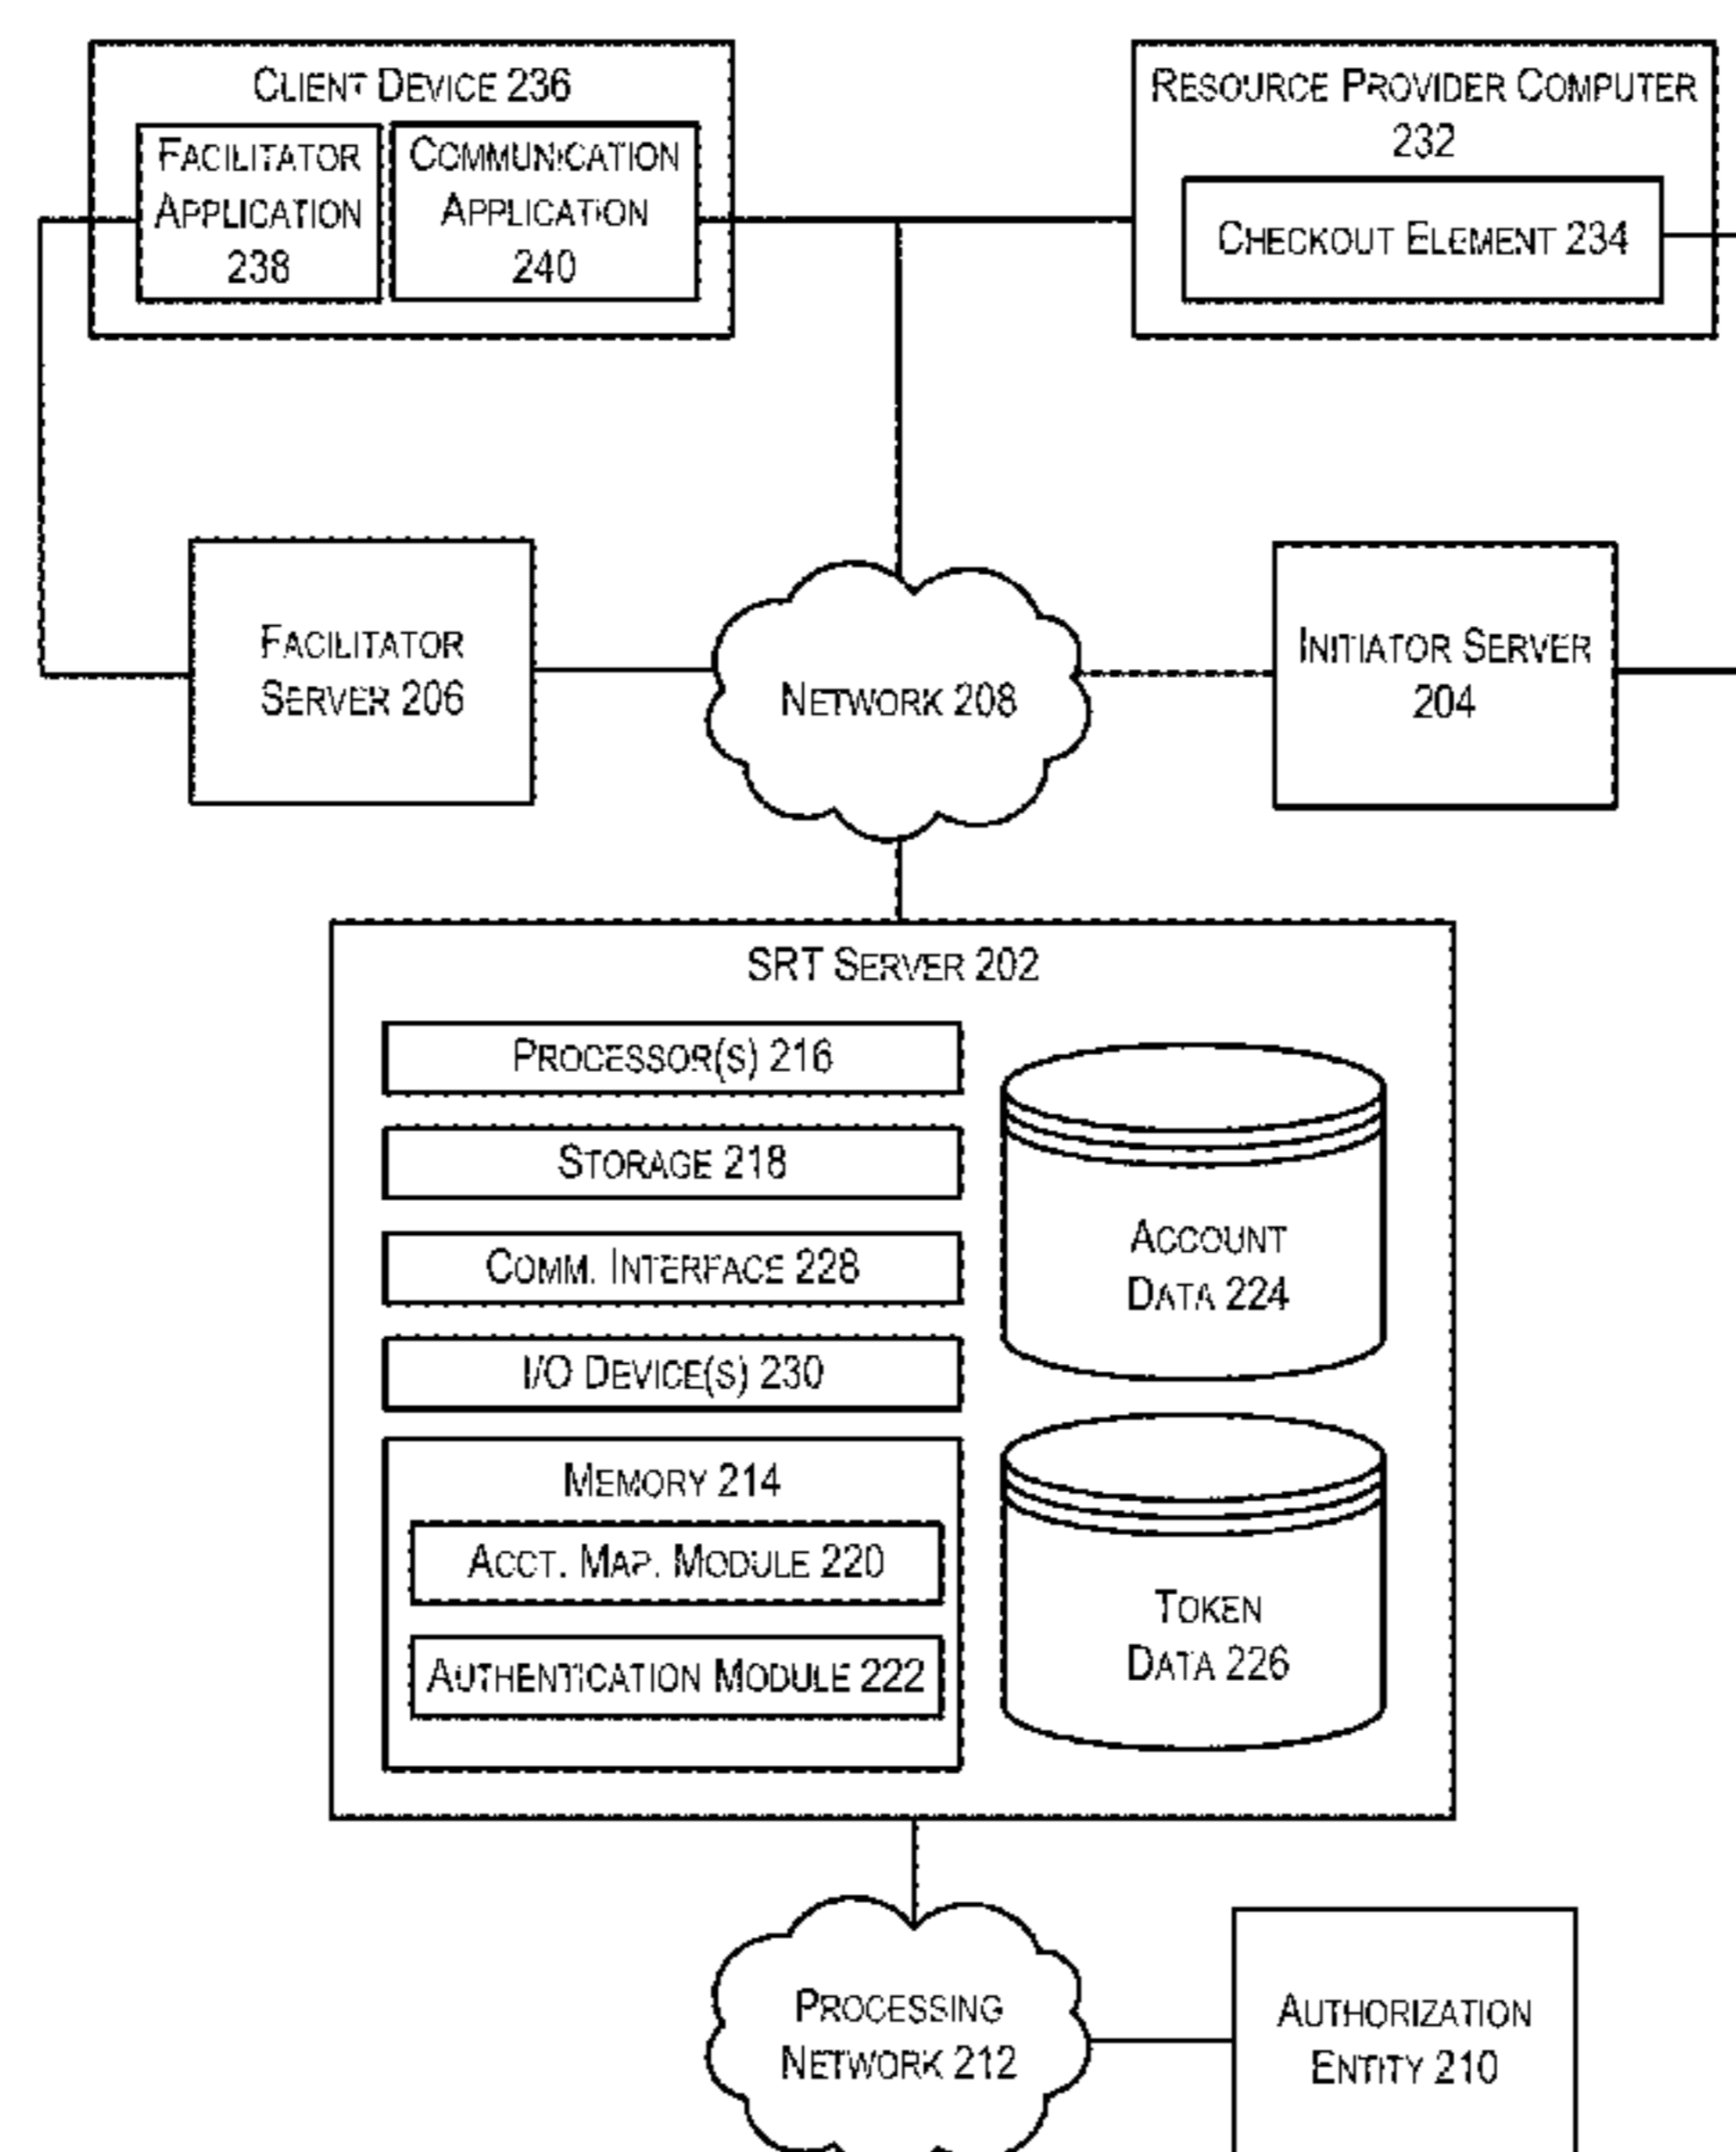 CLIENT DEVICE 236
FACILITATOR
APPLICATION
238
COMMUNICATION
APPLICATION
240
RESOURCE PROVIDER COMPUTER
232
CHECKOUT ELEMENT 234
FACILITATOR
SERVER 206
NETWORK 208
INITIATOR SERVER
204
SRT SERVER 202
PROCESSOR(S) 216
STORAGE 218
COMM. INTERFACE 228
I/O DEVICE(S) 230
MEMORY 214
ACCT. MAP. MODULE 220
AUTHENTICATION MODULE 222
ACCOUNT
DATA 224
TOKEN
DATA 226
PROCESSING
NETWORK 212
AUTHORIZATION
ENTITY 210